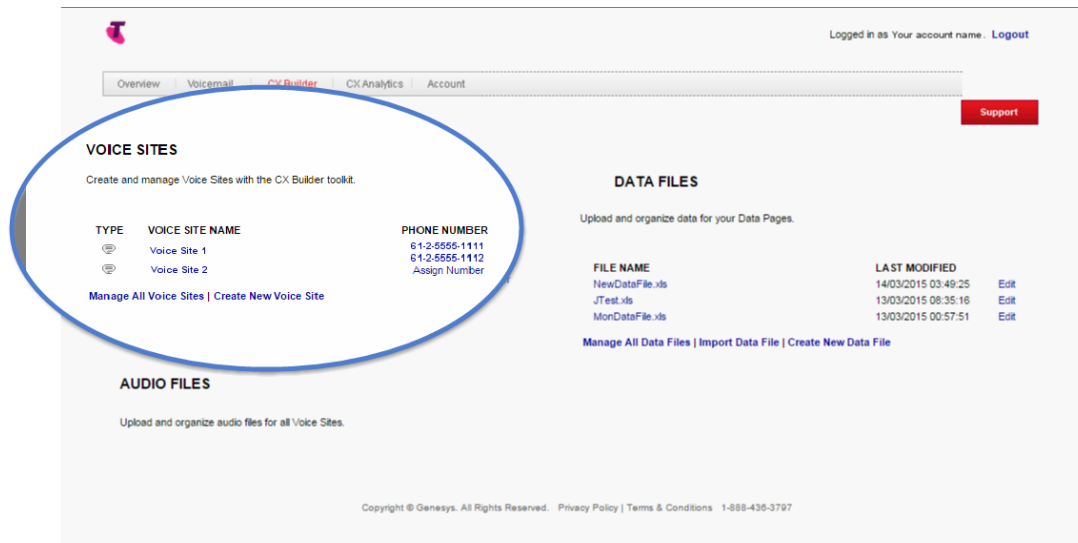 Logged in as Your account name. Logout
Overview Voicemail CX Builder CX Analytics Account
Support
VOICE SITES
Create and manage Voice Sites with the CX Builder toolkit.
TYPE VOICE SITE NAME PHONE NUMBER
Voice Site 1 61-2-5555-1111
61-2-5555-1112
Voice Site 2 Assign Number
Manage All Voice Sites | Create New Voice Site
DATA FILES
Upload and organize data for your Data Pages.
FILE NAME LAST MODIFIED
NewDataFile.xls 14/03/2015 03:49:25 Edit
JTest.xls 13/03/2015 08:35:16 Edit
MonDataFile.xls 13/03/2015 00:57:51 Edit
Manage All Data Files | Import Data File | Create New Data File
AUDIO FILES
Upload and organize audio files for all Voice Sites.
Copyright © Genesys. All Rights Reserved. Privacy Policy | Terms & Conditions 1-888-436-3797